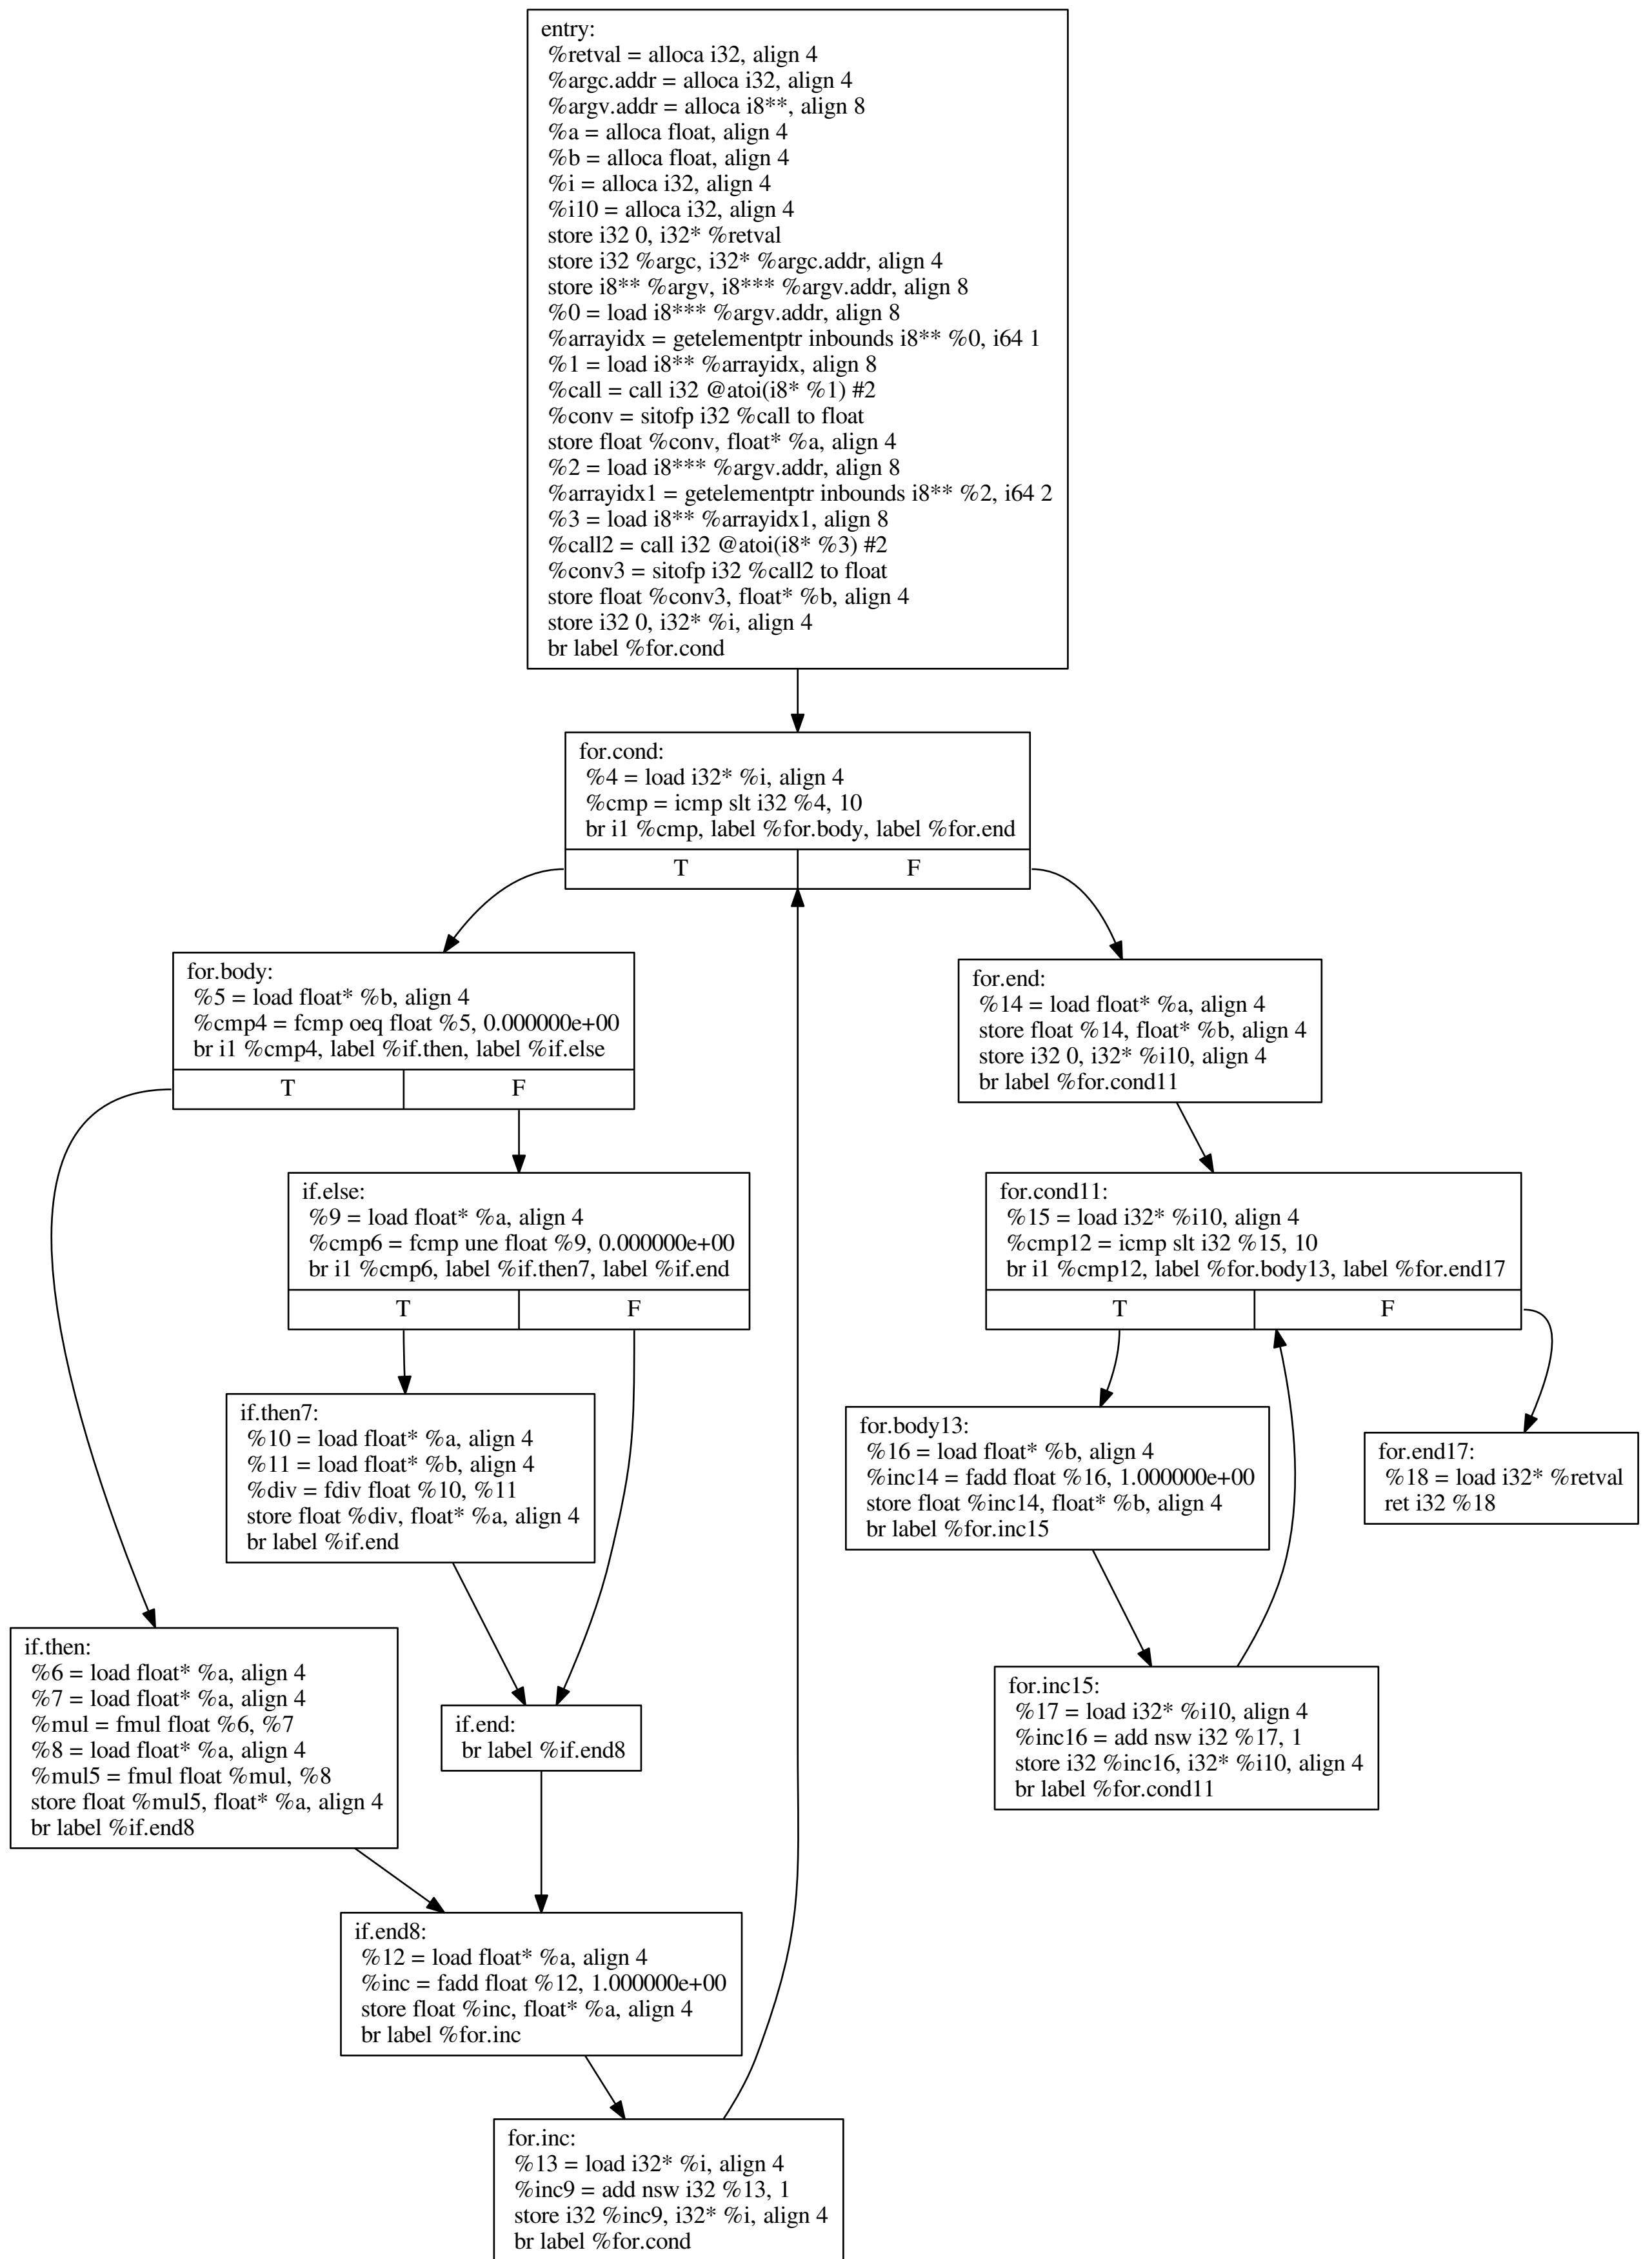 entry:
%retval = alloca i32, align 4
%argc.addr = alloca i32, align 4
%argv.addr = alloca i8**, align 8
%a = alloca float, align 4
%b = alloca float, align 4
%i = alloca i32, align 4
%i10 = alloca i32, align 4
store i32 0, i32* %retval
store i32 %argc, i32* %argc.addr, align 4
store i8** %argv, i8*** %argv.addr, align 8
%0 = load i8*** %argv.addr, align 8
%arrayidx = getelementptr inbounds i8** %0, i64 1
%1 = load i8** %arrayidx, align 8
%call = call i32 @atoi(i8* %1) #2
%conv = sitofp i32 %call to float
store float %conv, float* %a, align 4
%2 = load i8*** %argv.addr, align 8
%arrayidx1 = getelementptr inbounds i8** %2, i64 2
%3 = load i8** %arrayidx1, align 8
%call2 = call i32 @atoi(i8* %3) #2
%conv3 = sitofp i32 %call2 to float
store float %conv3, float* %b, align 4
store i32 0, i32* %i, align 4
br label %for.cond
for.cond:
%4 = load i32* %i, align 4
%cmp = icmp slt i32 %4, 10
br i1 %cmp, label %for.body, label %for.end
T F
for.body:
%5 = load float* %b, align 4
%cmp4 = fcmp oeq float %5, 0.000000e+00
br i1 %cmp4, label %if.then, label %if.else
T F
for.end:
%14 = load float* %a, align 4
store float %14, float* %b, align 4
store i32 0, i32* %i10, align 4
br label %for.cond11
if.else:
%9 = load float* %a, align 4
%cmp6 = fcmp une float %9, 0.000000e+00
br i1 %cmp6, label %if.then7, label %if.end
T F
for.cond11:
%15 = load i32* %i10, align 4
%cmp12 = icmp slt i32 %15, 10
br i1 %cmp12, label %for.body13, label %for.end17
T F
if.then7:
%10 = load float* %a, align 4
%11 = load float* %b, align 4
%div = fdiv float %10, %11
store float %div, float* %a, align 4
br label %if.end
for.body13:
%16 = load float* %b, align 4
%inc14 = fadd float %16, 1.000000e+00
store float %inc14, float* %b, align 4
br label %for.inc15
for.end17:
%18 = load i32* %retval
ret i32 %18
if.then:
%6 = load float* %a, align 4
%7 = load float* %a, align 4
%mul = fmul float %6, %7
%8 = load float* %a, align 4
%mul5 = fmul float %mul, %8
store float %mul5, float* %a, align 4
br label %if.end8
if.end:
br label %if.end8
for.inc15:
%17 = load i32* %i10, align 4
%inc16 = add nsw i32 %17, 1
store i32 %inc16, i32* %i10, align 4
br label %for.cond11
if.end8:
%12 = load float* %a, align 4
%inc = fadd float %12, 1.000000e+00
store float %inc, float* %a, align 4
br label %for.inc
for.inc:
%13 = load i32* %i, align 4
%inc9 = add nsw i32 %13, 1
store i32 %inc9, i32* %i, align 4
br label %for.cond